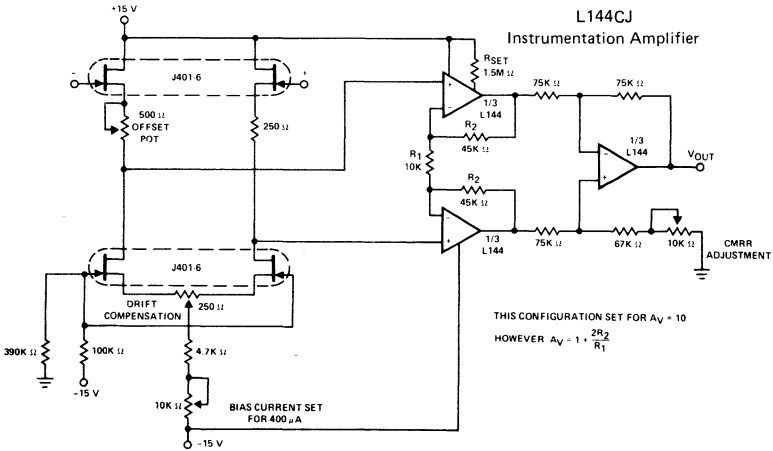 L144CJ
Instrumentation Amplifier
+15 V
J401-6
-
+
500 Ω
OFFSET
POT
250 Ω
RSET
1.5M Ω
1/3
L144
-
+
R2
45K Ω
R1
10K
R2
45K Ω
-
+
1/3
L144
75K Ω
75K Ω
1/3
L144
-
+
VOUT
75K Ω
67K Ω
10K Ω
CMRR
ADJUSTMENT
J401-6
DRIFT
COMPENSATION
250 Ω
390K Ω
100K Ω
-15 V
4.7K Ω
10K Ω
BIAS CURRENT SET
FOR 400 μA
-15 V
THIS CONFIGURATION SET FOR AV = 10
HOWEVER AV = 1 + 2R2/R1